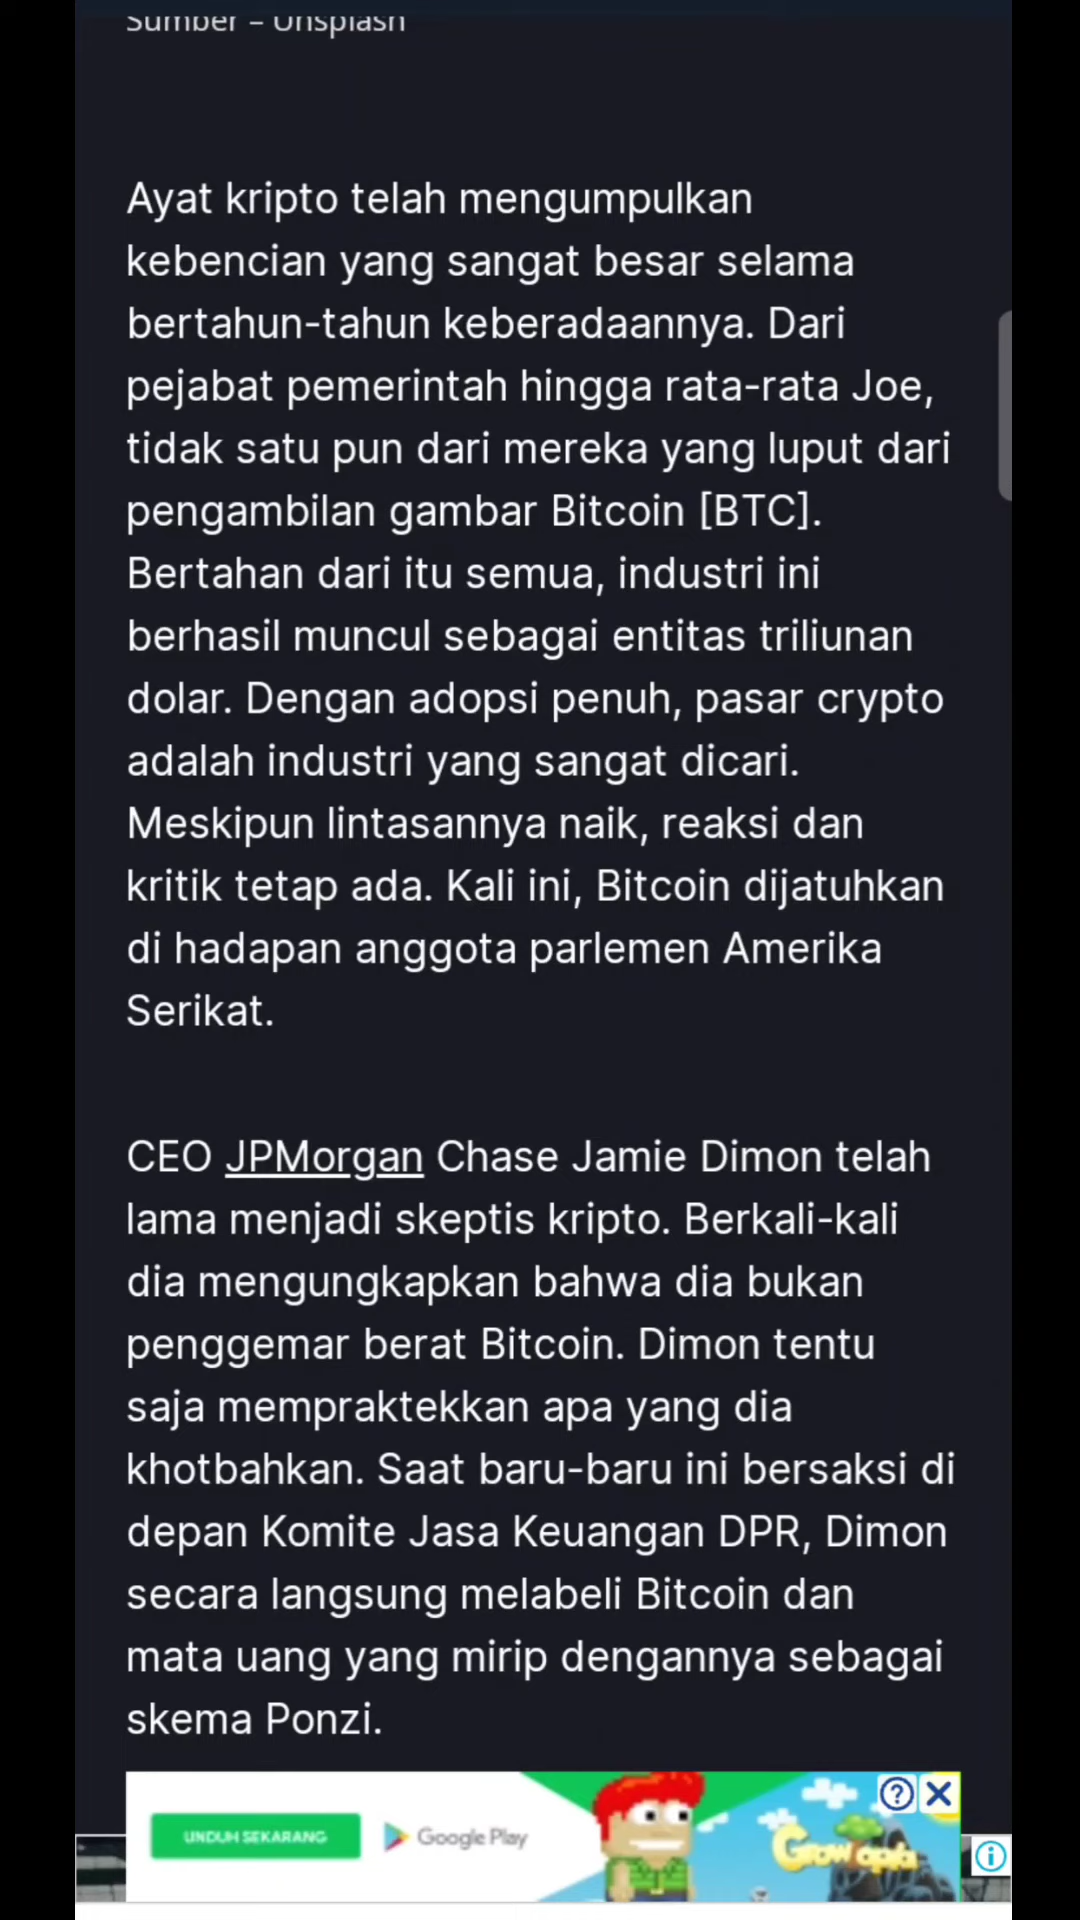 Sumber – Unsplash
Ayat kripto telah mengumpulkan
kebencian yang sangat besar selama
bertahun-tahun keberadaannya. Dari
pejabat pemerintah hingga rata-rata Joe,
tidak satu pun dari mereka yang luput dari
pengambilan gambar Bitcoin [BTC].
Bertahan dari itu semua, industri ini
berhasil muncul sebagai entitas triliunan
dolar. Dengan adopsi penuh, pasar crypto
adalah industri yang sangat dicari.
Meskipun lintasannya naik, reaksi dan
kritik tetap ada. Kali ini, Bitcoin dijatuhkan
di hadapan anggota parlemen Amerika
Serikat.
CEO JPMorgan Chase Jamie Dimon telah
lama menjadi skeptis kripto. Berkali-kali
dia mengungkapkan bahwa dia bukan
penggemar berat Bitcoin. Dimon tentu
saja mempraktekkan apa yang dia
khotbahkan. Saat baru-baru ini bersaksi di
depan Komite Jasa Keuangan DPR, Dimon
secara langsung melabeli Bitcoin dan
mata uang yang mirip dengannya sebagai
skema Ponzi.
UNDUH SEKARANG
Google Play
Growtopia